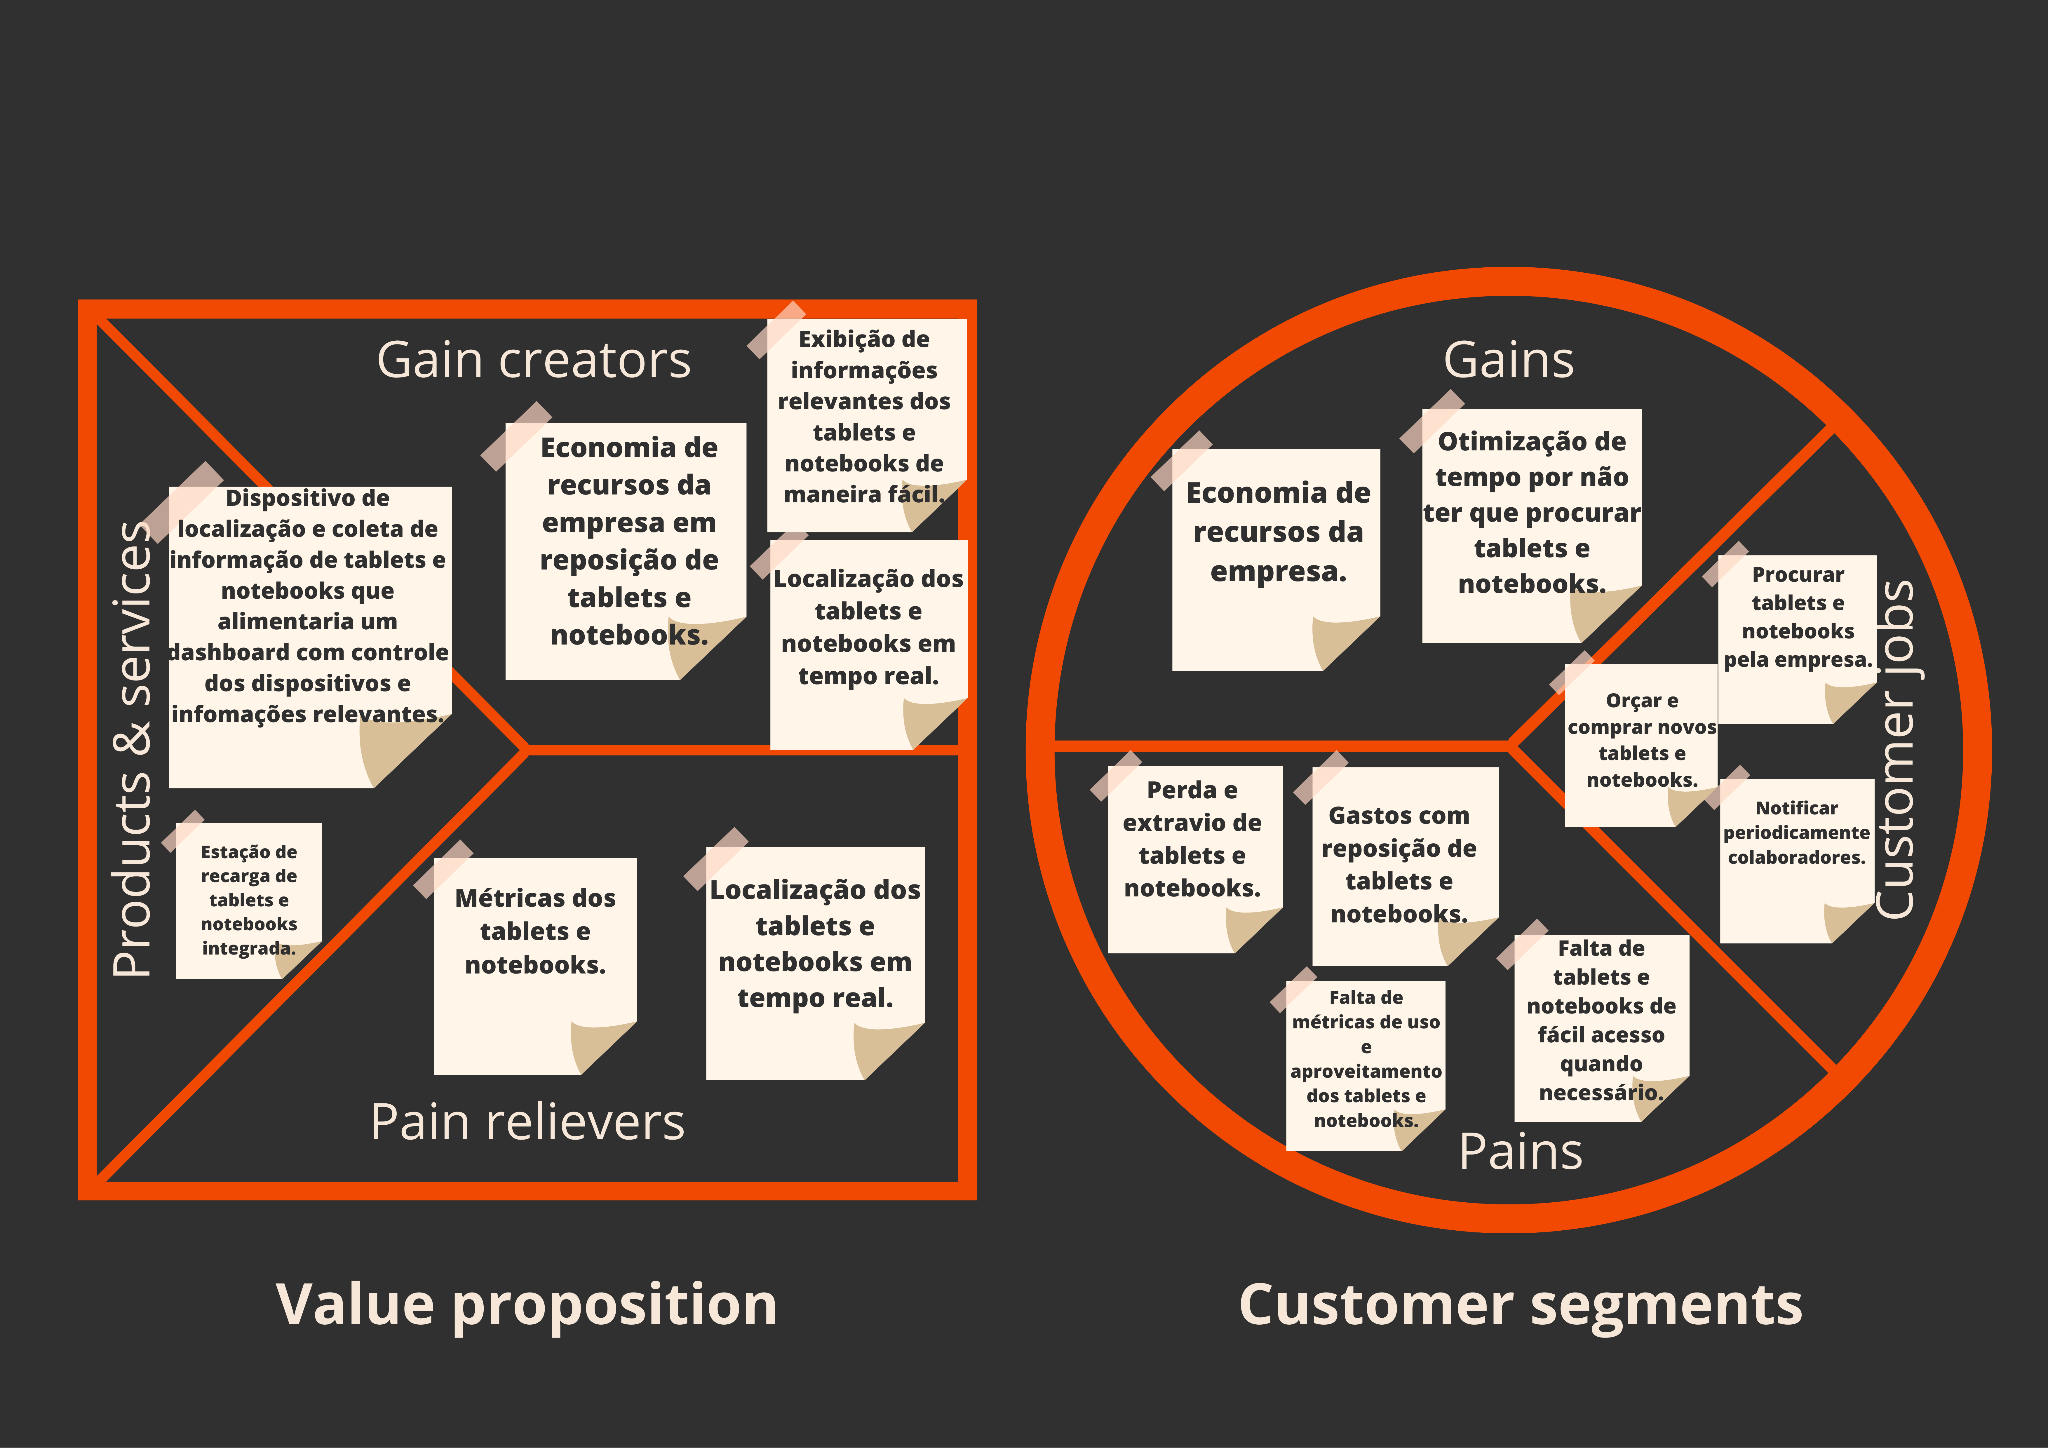 Gain creators
Exibição de
informações
relevantes dos
tablets e
notebooks de
maneira fácil.
Economia de
recursos da
empresa em
reposição de
tablets e
notebooks.
Localização dos
tablets e
notebooks em
tempo real.
Products & services
Dispositivo de
localização e coleta de
informação de tablets e
notebooks que
alimentaria um
dashboard com controle
dos dispositivos e
infomações relevantes.
Estação de
recarga de
tablets e
notebooks
integrada.
Métricas dos
tablets e
notebooks.
Localização dos
tablets e
notebooks em
tempo real.
Pain relievers
Value proposition
Gains
Economia de
recursos da
empresa.
Otimização de
tempo por não
ter que procurar
tablets e
notebooks.
Customer jobs
Procurar
tablets e
notebooks
pela empresa.
Orçar e
comprar novos
tablets e
notebooks.
Notificar
periodicamente
colaboradores.
Perda e
extravio de
tablets e
notebooks.
Gastos com
reposição de
tablets e
notebooks.
Falta de
métricas de uso
e
aproveitamento
dos tablets e
notebooks.
Falta de
tablets e
notebooks de
fácil acesso
quando
necessário.
Pains
Customer segments